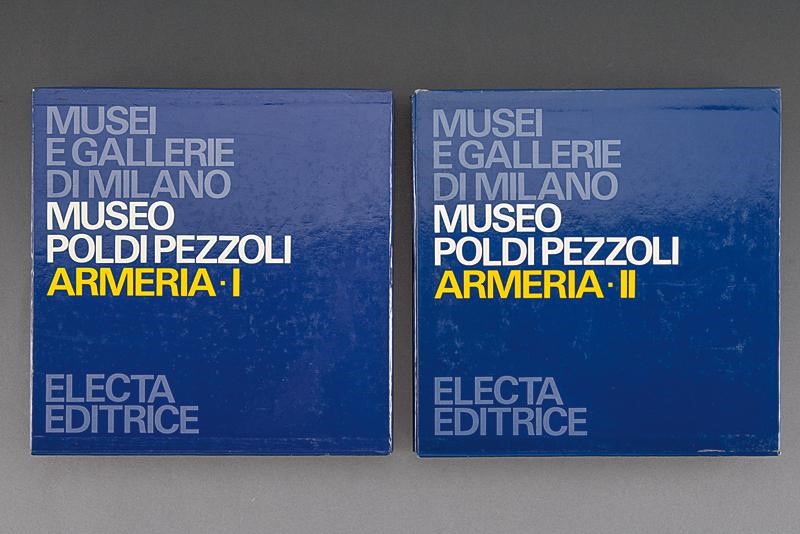 MUSEI
E GALLERIE
DI MILANO
MUSEO
POLDI PEZZOLI
ARMERIA · I
ELECTA
EDITRICE
MUSEI
E GALLERIE
DI MILANO
MUSEO
POLDI PEZZOLI
ARMERIA · II
ELECTA
EDITRICE